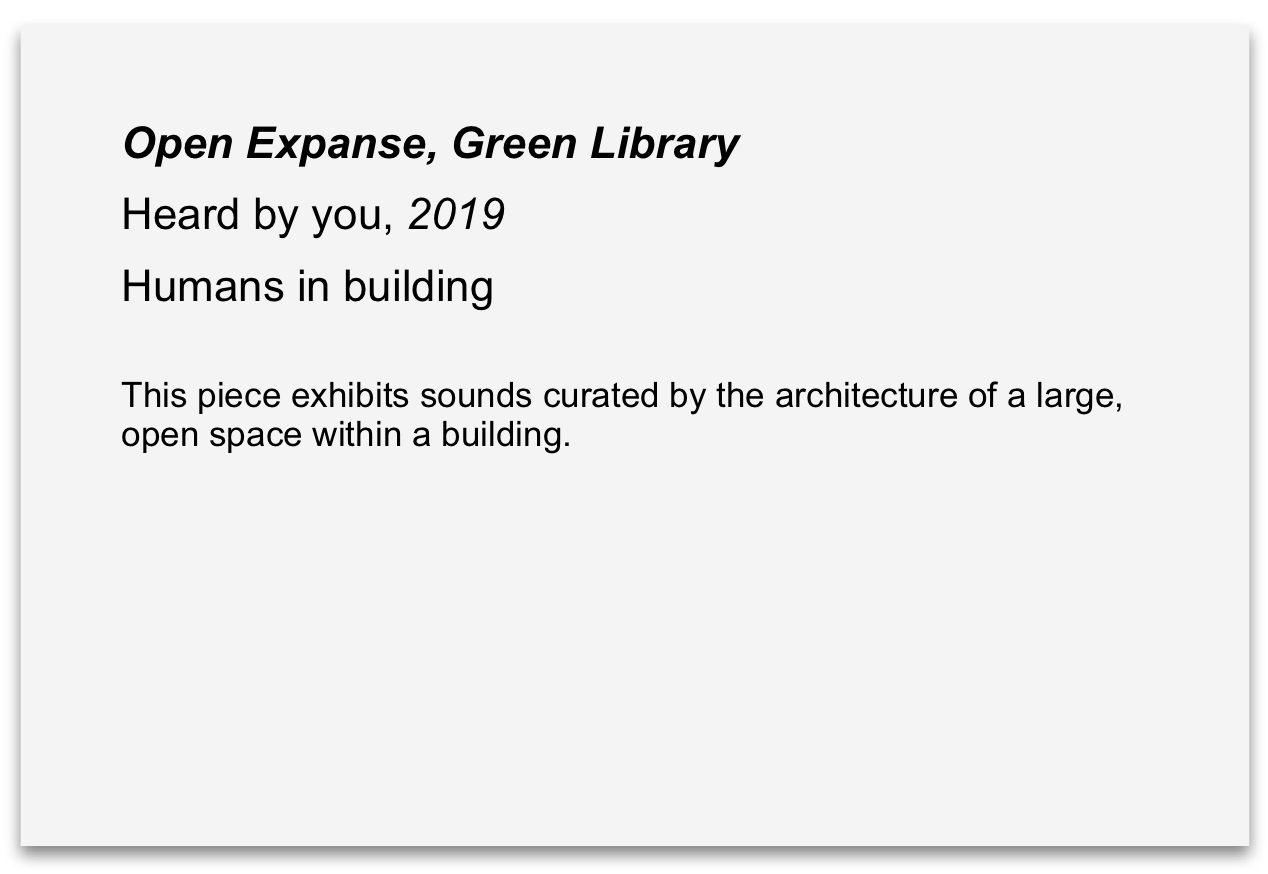 Open Expanse, Green Library
Heard by you, 2019
Humans in building
This piece exhibits sounds curated by the architecture of a large,
open space within a building.